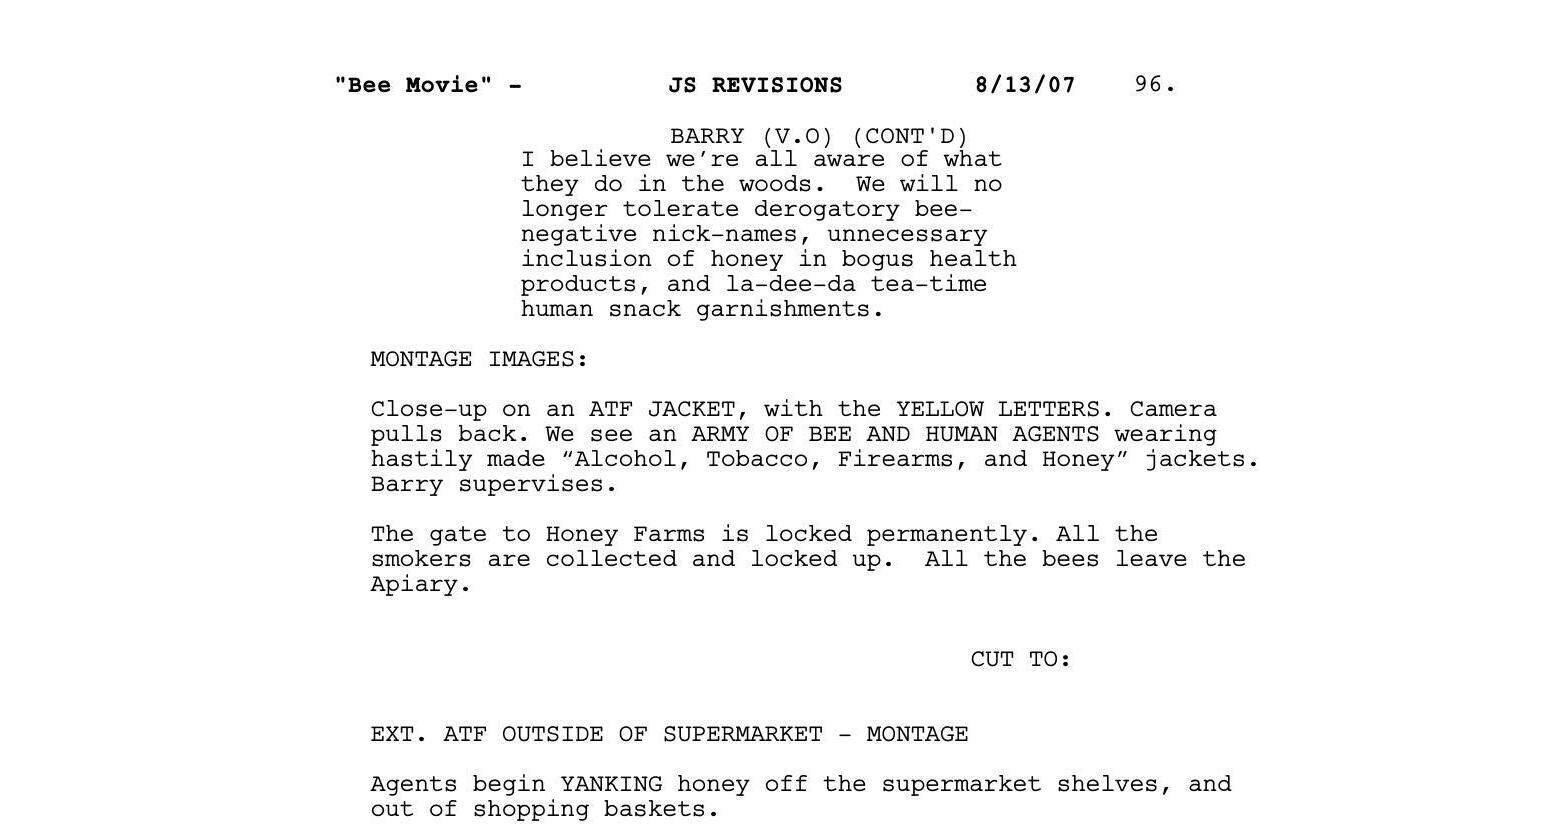 "Bee Movie" - JS REVISIONS 8/13/07 96.
BARRY (V.O) (CONT'D)
I believe we’re all aware of what
they do in the woods.  We will no
longer tolerate derogatory bee-
negative nick-names, unnecessary
inclusion of honey in bogus health
products, and la-dee-da tea-time
human snack garnishments.
MONTAGE IMAGES:
Close-up on an ATF JACKET, with the YELLOW LETTERS. Camera
pulls back. We see an ARMY OF BEE AND HUMAN AGENTS wearing
hastily made “Alcohol, Tobacco, Firearms, and Honey” jackets.
Barry supervises.
The gate to Honey Farms is locked permanently. All the
smokers are collected and locked up.  All the bees leave the
Apiary.
CUT TO:
EXT. ATF OUTSIDE OF SUPERMARKET - MONTAGE
Agents begin YANKING honey off the supermarket shelves, and
out of shopping baskets.